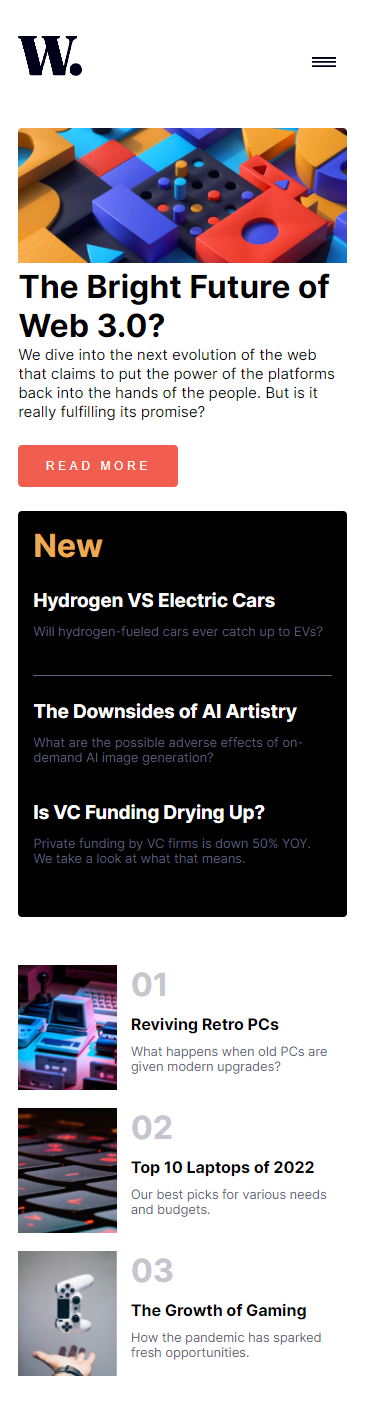 W.
The Bright Future of
Web 3.0?
We dive into the next evolution of the web
that claims to put the power of the platforms
back into the hands of the people. But is it
really fulfilling its promise?
READ MORE
New
Hydrogen VS Electric Cars
Will hydrogen-fueled cars ever catch up to EVs?
The Downsides of AI Artistry
What are the possible adverse effects of on-
demand AI image generation?
Is VC Funding Drying Up?
Private funding by VC firms is down 50% YOY.
We take a look at what that means.
01
Reviving Retro PCs
What happens when old PCs are
given modern upgrades?
02
Top 10 Laptops of 2022
Our best picks for various needs
and budgets.
03
The Growth of Gaming
How the pandemic has sparked
fresh opportunities.